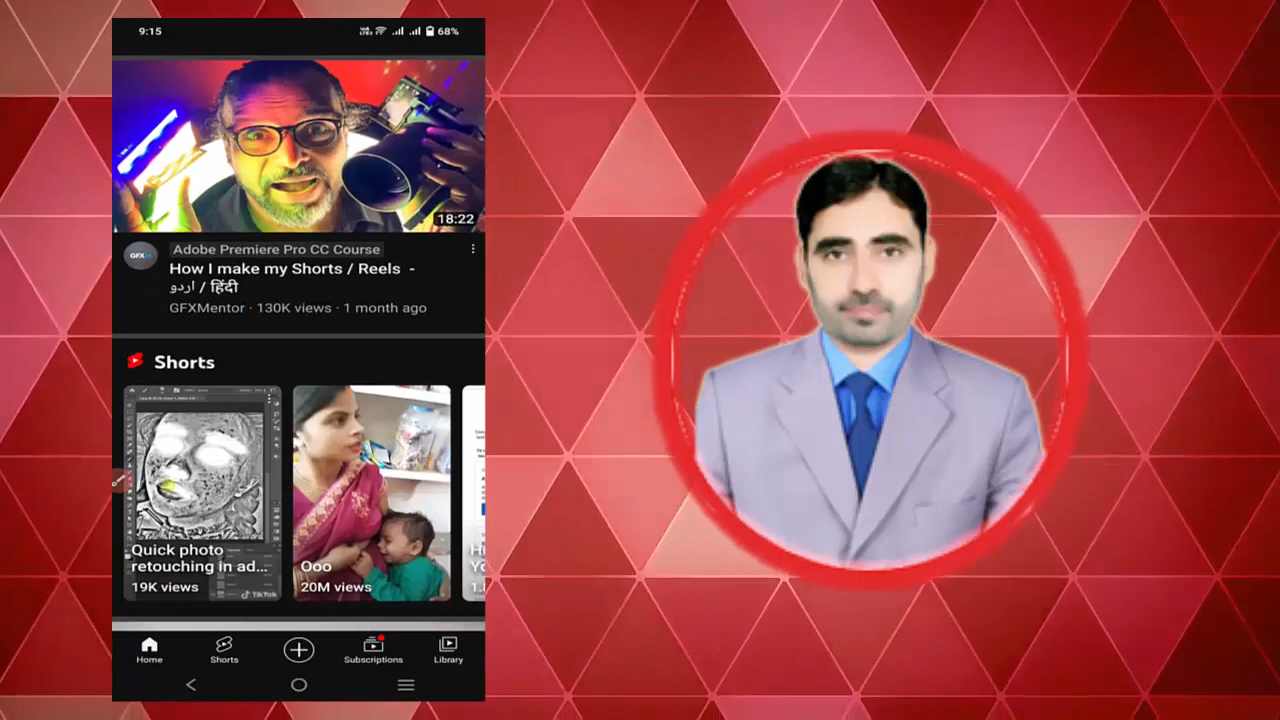 9:15
68%
18:22
GFX
Adobe Premiere Pro CC Course
How I make my Shorts / Reels -
اردو / हिंदी
GFXMentor · 130K views · 1 month ago
Shorts
Quick photo
retouching in ad...
19K views
TikTok
Ooo
20M views
Home
Shorts
Subscriptions
Library